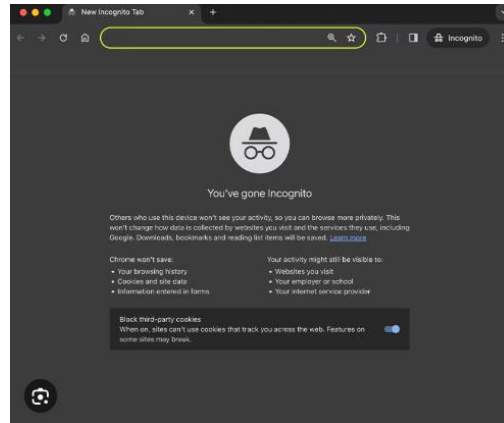 New Incognito Tab
Incognito
You've gone Incognito
Others who use this device won't see your activity, so you can browse more privately. This
won't change how data is collected by websites you visit and the services they use, including
Google. Downloads, bookmarks and reading list items will be saved. Learn more
Chrome won't save:
• Your browsing history
• Cookies and site data
• Information entered in forms
Your activity might still be visible to:
• Websites you visit
• Your employer or school
• Your internet service provider
Block third-party cookies
When on, sites can't use cookies that track you across the web. Features on
some sites may break.